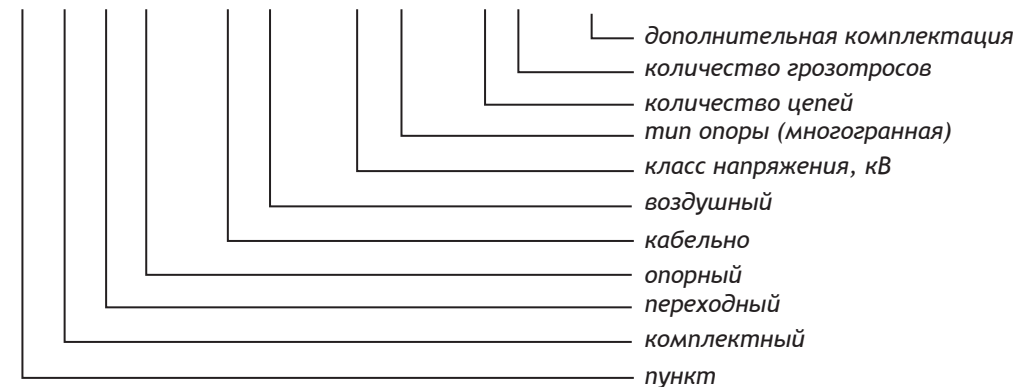 дополнительная комплектация
количество грозотросов
количество цепей
тип опоры (многогранная)
класс напряжения, кВ
воздушный
кабельно
опорный
переходный
комплектный
пункт